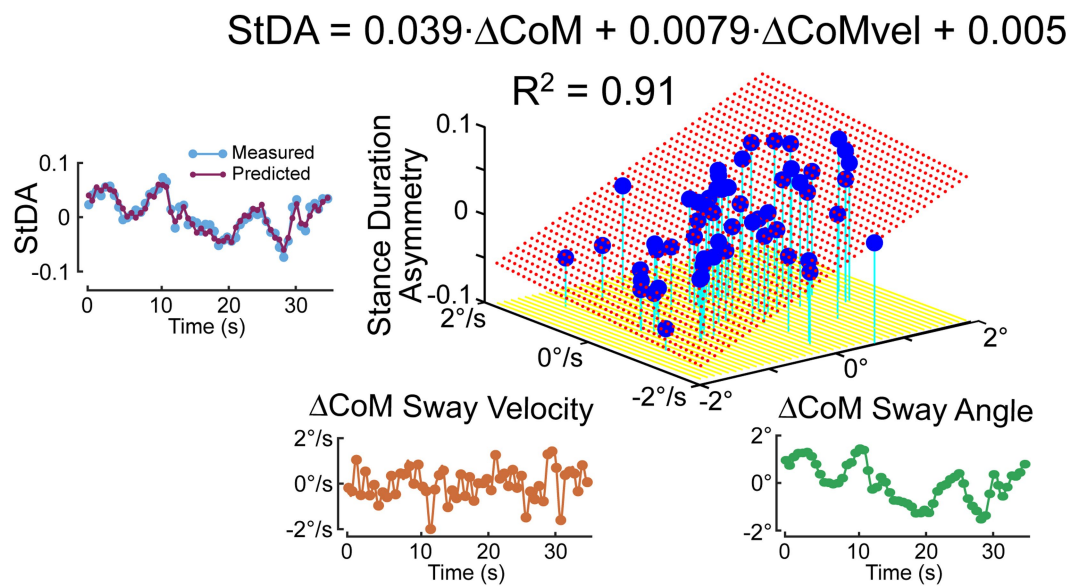 StDA = 0.039·ΔCoM + 0.0079·ΔCoMvel + 0.005
R² = 0.91
Measured
Predicted
StDA
0.1
0
-0.1
0
10
20
30
Time (s)
Stance Duration
Asymmetry
0.1
0
-0.1
2°/s
0°/s
-2°/s
-2°
0°
2°
ΔCoM Sway Velocity
2°/s
0°/s
-2°/s
0
10
20
30
Time (s)
ΔCoM Sway Angle
2°
0°
-2°
0
10
20
30
Time (s)